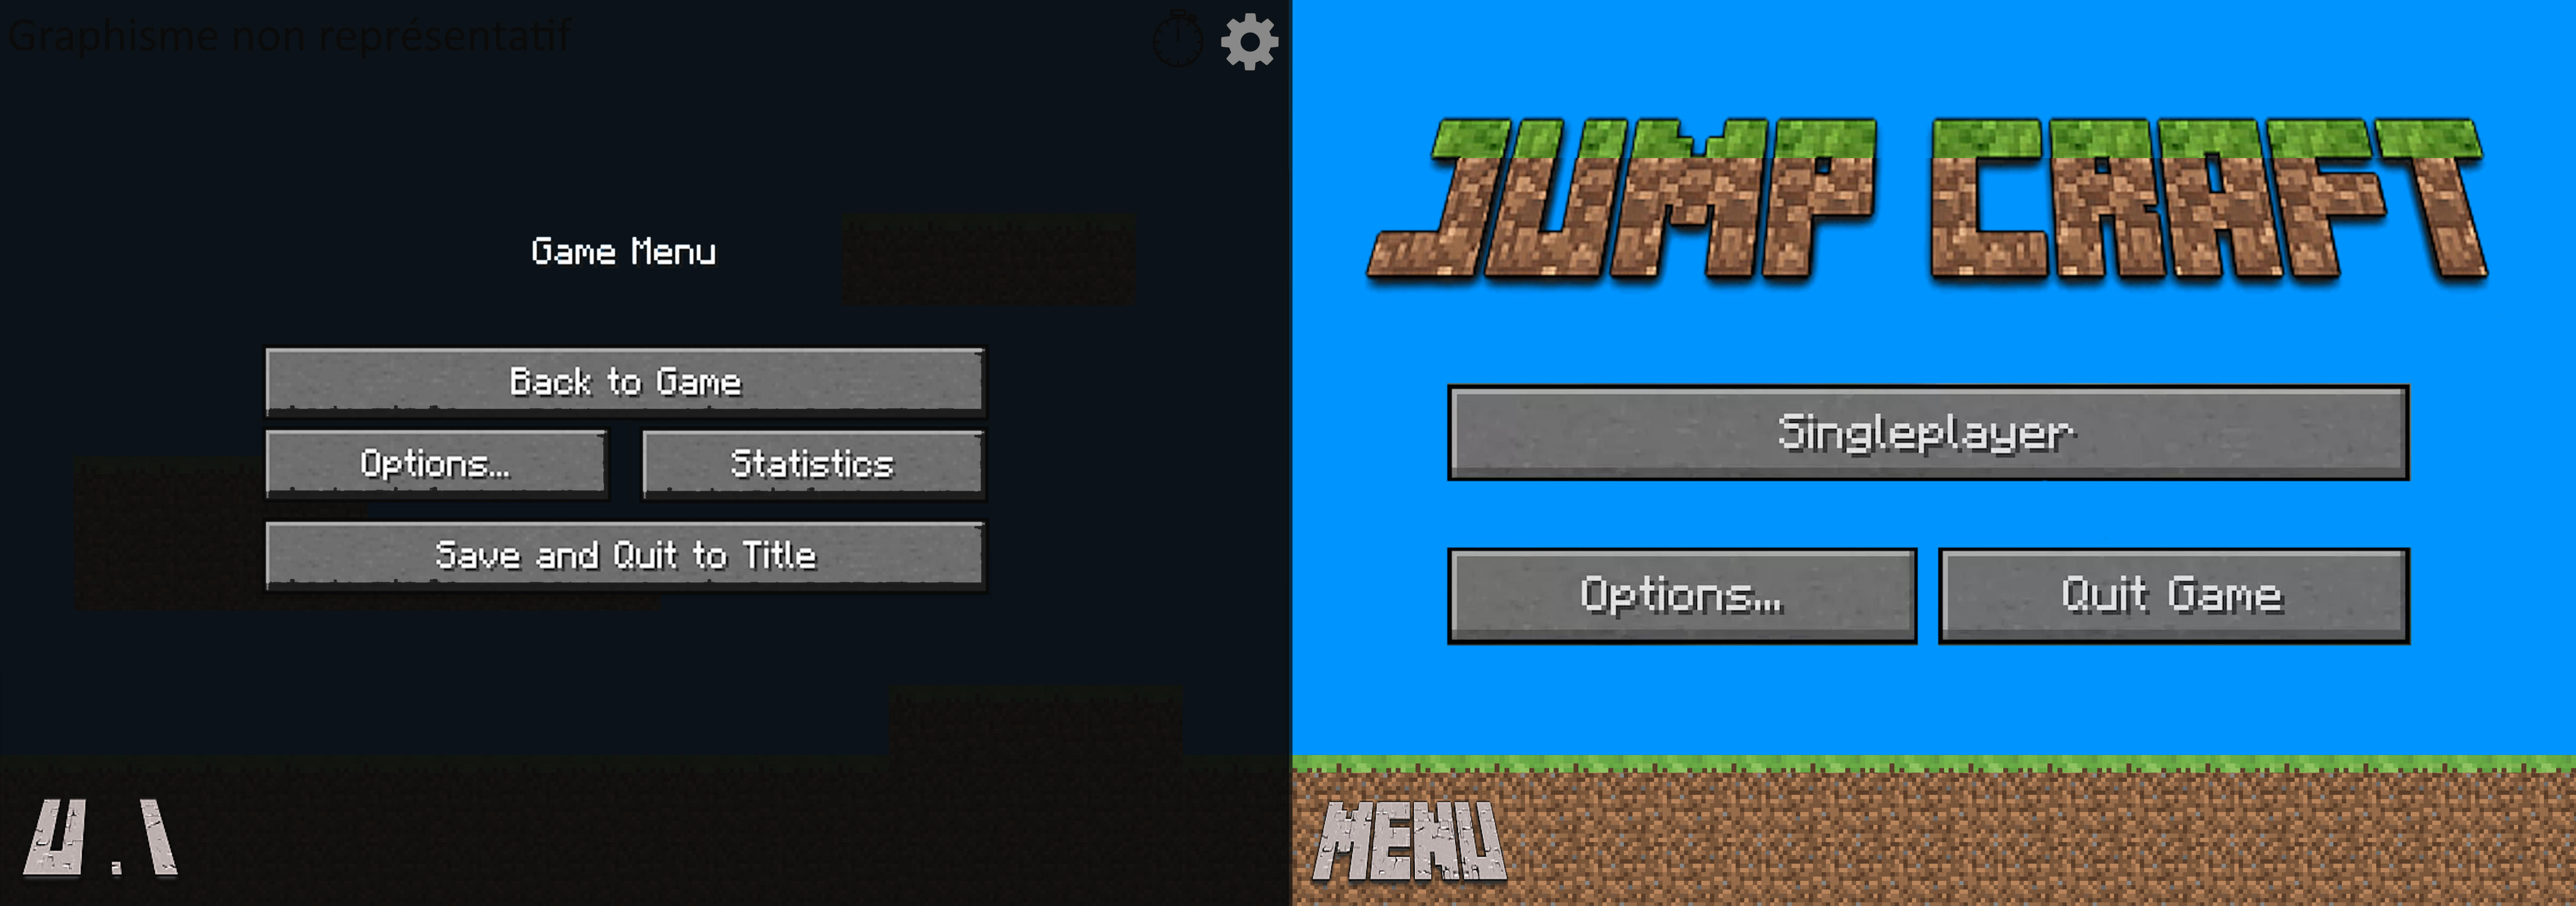 Graphisme non représentatif
Game Menu
Back to Game
Options...
Statistics
Save and Quit to Title
U.I
JUMP CRAFT
Singleplayer
Options...
Quit Game
MENU